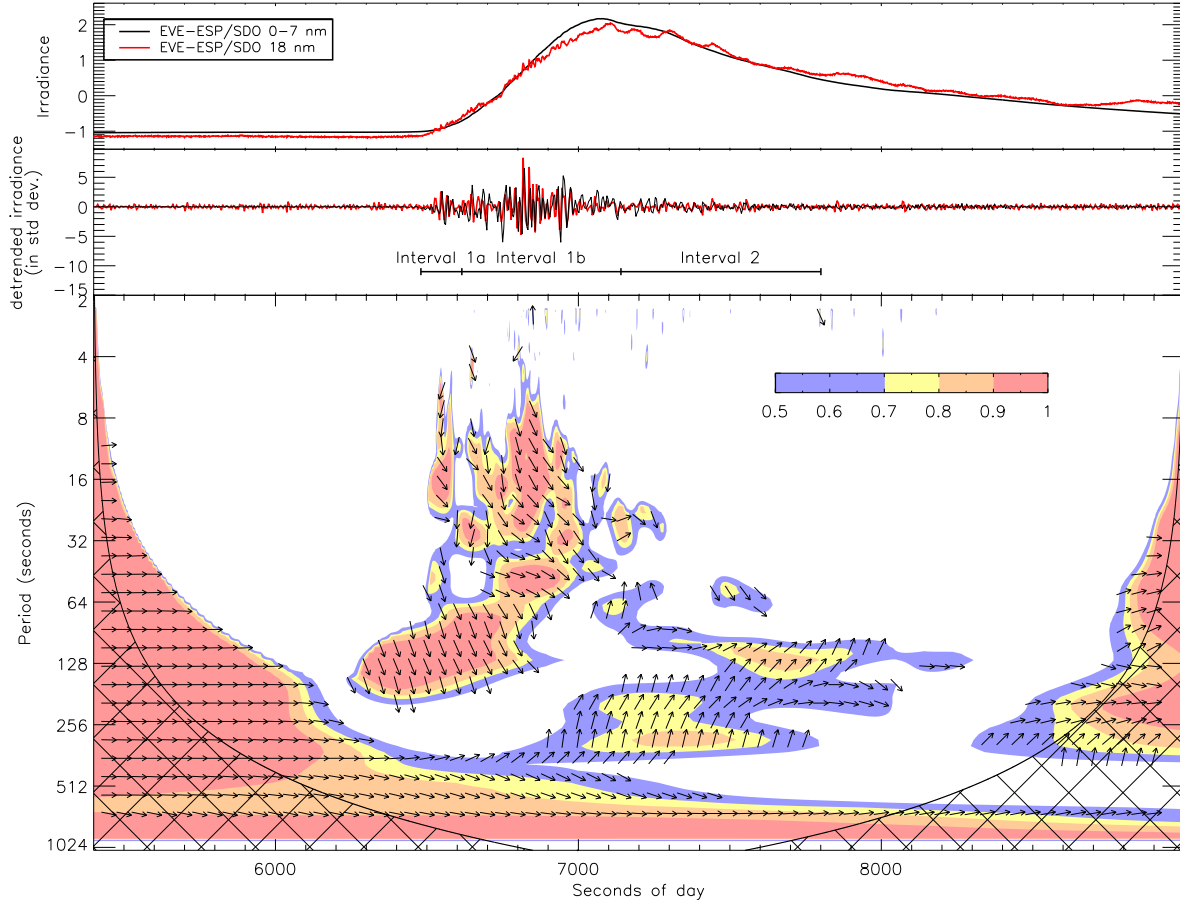 EVE-ESP/SDO 0-7 nm
EVE-ESP/SDO 18 nm
Irradiance
2
1
0
-1
detrended irradiance
(in std dev.)
5
0
-5
-10
-15
Interval 1a
Interval 1b
Interval 2
Period (seconds)
2
4
8
16
32
64
128
256
512
1024
0.5
0.6
0.7
0.8
0.9
1
6000
7000
8000
Seconds of day